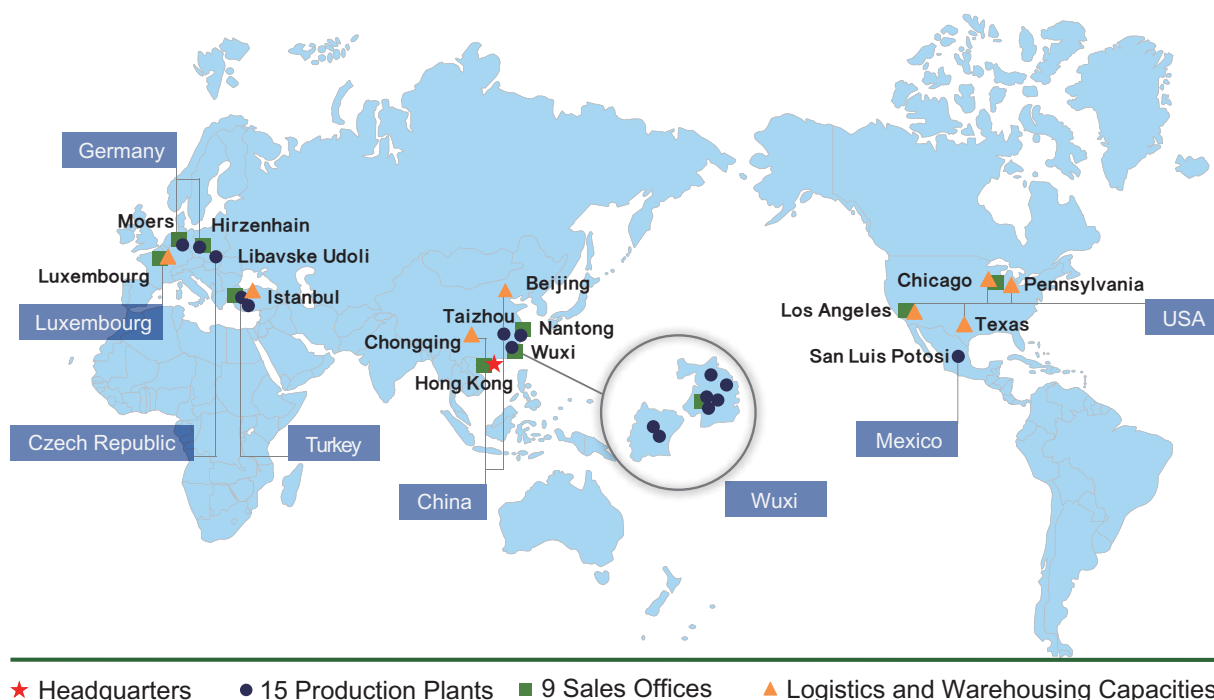 Germany
Moers
Hirzenhain
Libavske Udoli
Luxembourg
Istanbul
Luxembourg
Czech Republic
Turkey
Beijing
Taizhou
Nantong
Chongqing
Wuxi
Hong Kong
China
Wuxi
Chicago
Pennsylvania
Los Angeles
Texas
USA
San Luis Potosi
Mexico
Headquarters
15 Production Plants
9 Sales Offices
Logistics and Warehousing Capacities